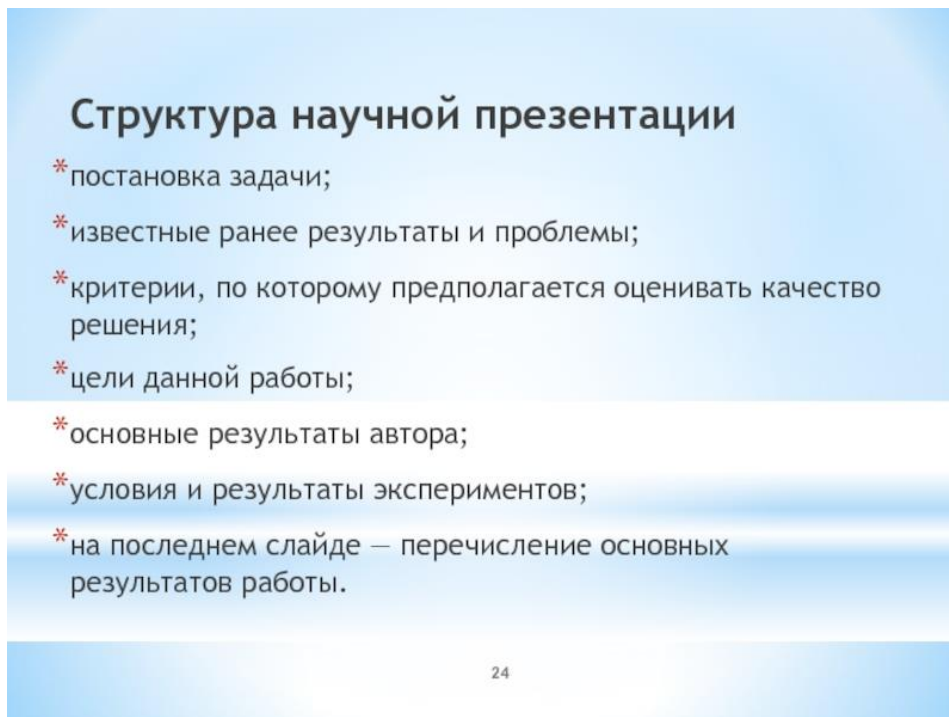 Структура научной презентации
*постановка задачи;
*известные ранее результаты и проблемы;
*критерии, по которому предполагается оценивать качество
решения;
*цели данной работы;
*основные результаты автора;
*условия и результаты экспериментов;
*на последнем слайде — перечисление основных
результатов работы.
24